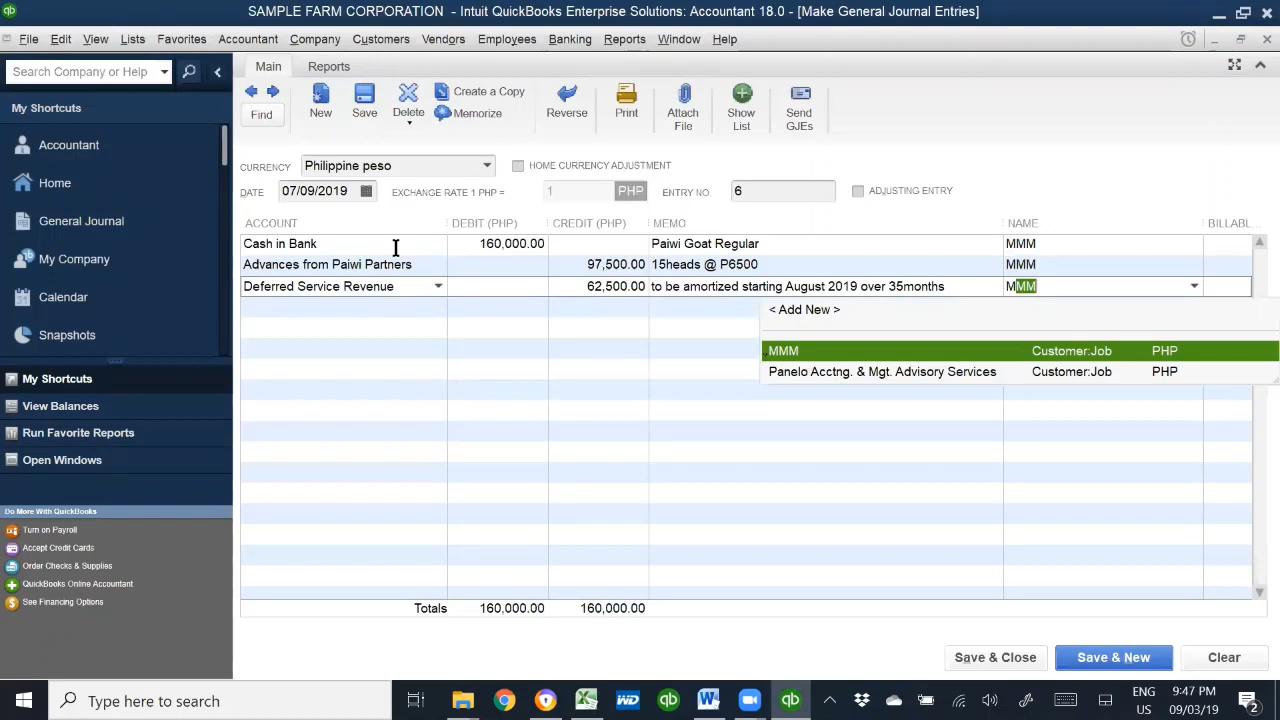 SAMPLE FARM CORPORATION - Intuit QuickBooks Enterprise Solutions: Accountant 18.0 - [Make General Journal Entries]
File Edit View Lists Favorites Accountant Company Customers Vendors Employees Banking Reports Window Help
Search Company or Help
My Shortcuts
Accountant
Home
General Journal
My Company
Calendar
Snapshots
My Shortcuts
View Balances
Run Favorite Reports
Open Windows
Do More With QuickBooks
Turn on Payroll
Accept Credit Cards
Order Checks & Supplies
QuickBooks Online Accountant
See Financing Options
Main Reports
Find New Save Delete Create a Copy Memorize Reverse Print Attach File Show List Send GJEs
CURRENCY Philippine peso HOME CURRENCY ADJUSTMENT
DATE 07/09/2019 EXCHANGE RATE 1 PHP = 1 PHP ENTRY NO. 6 ADJUSTING ENTRY
ACCOUNT DEBIT (PHP) CREDIT (PHP) MEMO NAME BILLABL
Cash in Bank 160,000.00 Paiwi Goat Regular MMM
Advances from Paiwi Partners 97,500.00 15heads @ P6500 MMM
Deferred Service Revenue 62,500.00 to be amortized starting August 2019 over 35months MMM
< Add New >
MMM Customer:Job PHP
Panelo Acctng. & Mgt. Advisory Services Customer:Job PHP
Totals 160,000.00 160,000.00
Save & Close Save & New Clear
Type here to search
ENG
US
9:47 PM
09/03/19
2